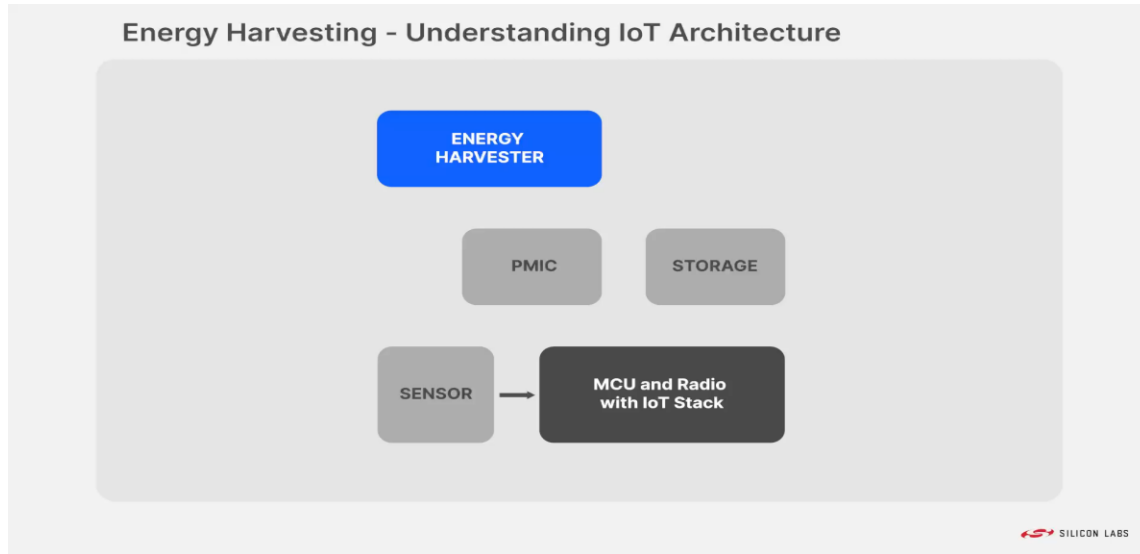 Energy Harvesting - Understanding IoT Architecture
ENERGY
HARVESTER
PMIC
STORAGE
SENSOR
MCU and Radio
with IoT Stack
SILICON LABS